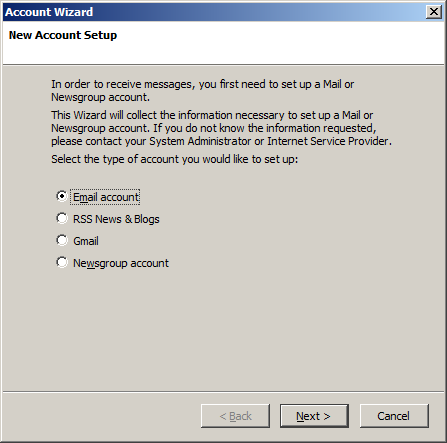 Account Wizard
New Account Setup
In order to receive messages, you first need to set up a Mail or
Newsgroup account.
This Wizard will collect the information necessary to set up a Mail or
Newsgroup account. If you do not know the information requested,
please contact your System Administrator or Internet Service Provider.
Select the type of account you would like to set up:
Email account
RSS News & Blogs
Gmail
Newsgroup account
< Back
Next >
Cancel